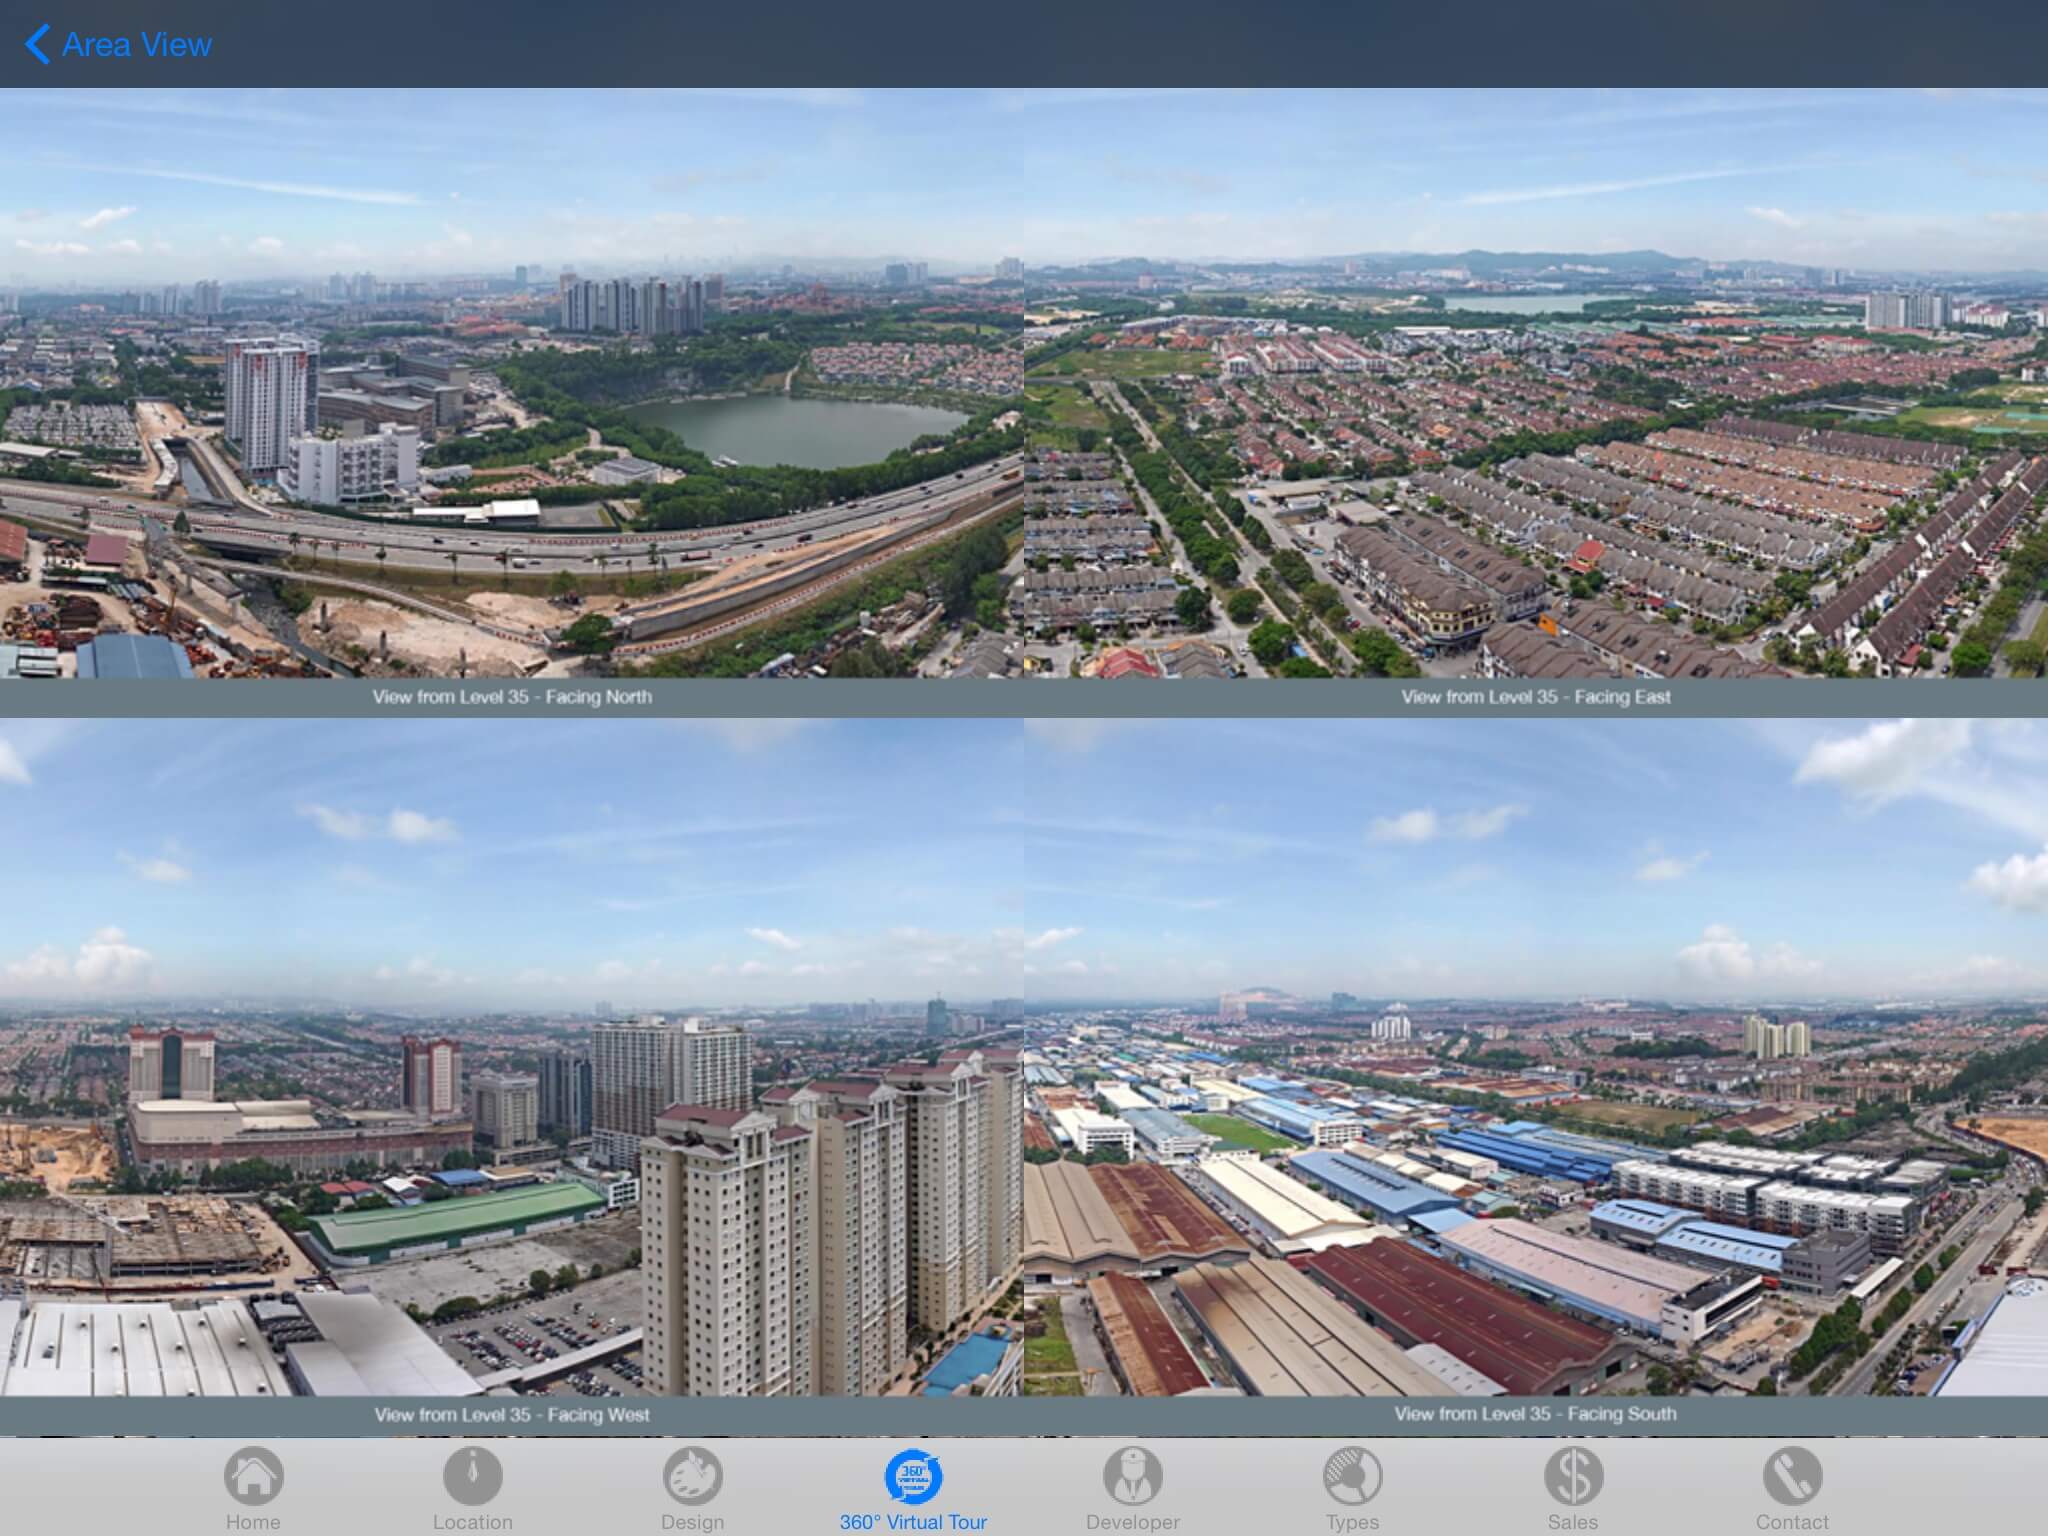 Area View
View from Level 35 - Facing North
View from Level 35 - Facing East
View from Level 35 - Facing West
View from Level 35 - Facing South
360°
Home
Location
Design
360° Virtual Tour
Developer
Types
Sales
Contact